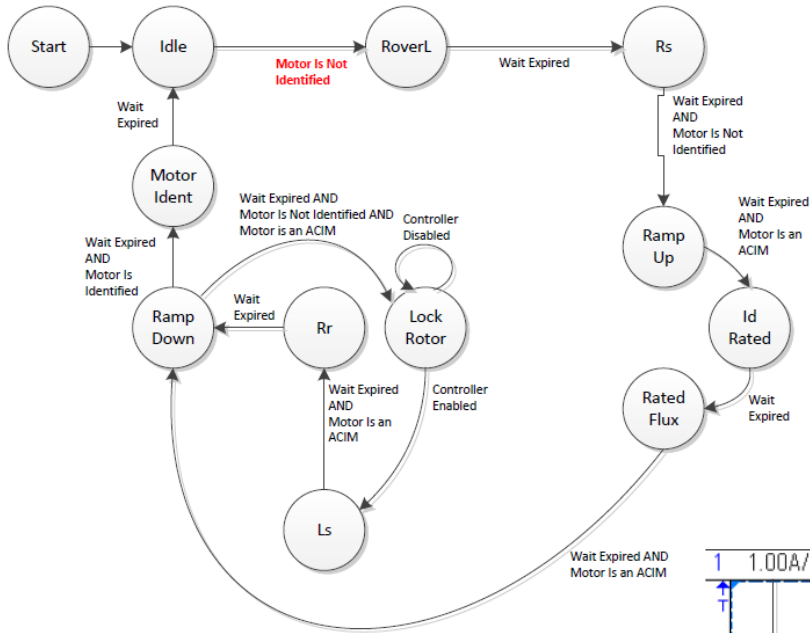 Start
Idle
Motor Is Not
Identified
RoverL
Wait Expired
Rs
Wait Expired
AND
Motor Is Not
Identified
Ramp
Up
Wait Expired
AND
Motor Is an
ACIM
Id
Rated
Wait
Expired
Rated
Flux
Wait Expired AND
Motor Is an ACIM
Wait
Expired
Motor
Ident
Wait Expired
AND
Motor Is
Identified
Ramp
Down
Wait Expired AND
Motor Is Not Identified AND
Motor is an ACIM
Controller
Disabled
Lock
Rotor
Controller
Enabled
Wait
Expired
Rr
Wait Expired
AND
Motor Is an
ACIM
Ls
1 1.00A/
T